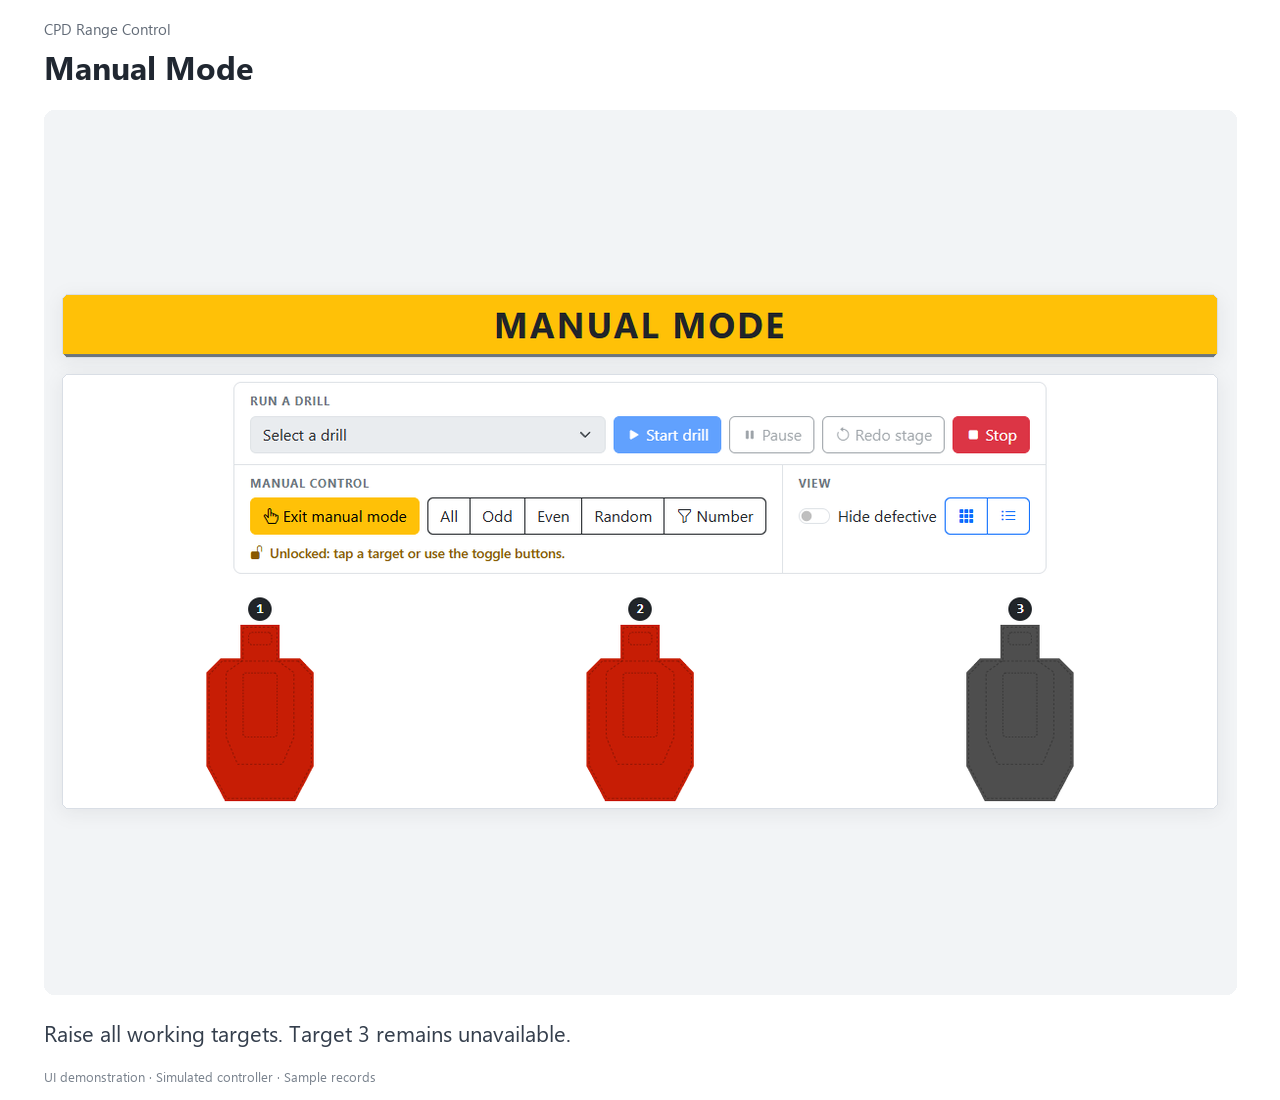 CPD Range Control
Manual Mode
MANUAL MODE
RUN A DRILL
Select a drill
Start drill
Pause
Redo stage
Stop
MANUAL CONTROL
VIEW
Exit manual mode
All
Odd
Even
Random
Number
Hide defective
Unlocked: tap a target or use the toggle buttons.
1
2
3
Raise all working targets. Target 3 remains unavailable.
UI demonstration · Simulated controller · Sample records